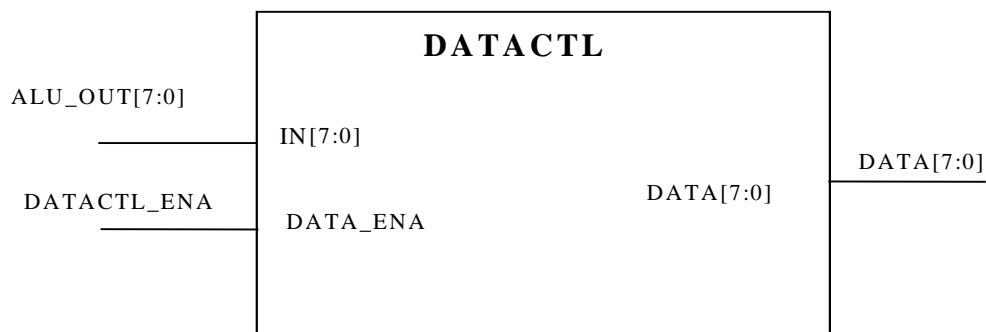 DATACTL
ALU_OUT[7:0]
IN[7:0]
DATA[7:0]
DATACTL_ENA
DATA[7:0]
DATA_ENA